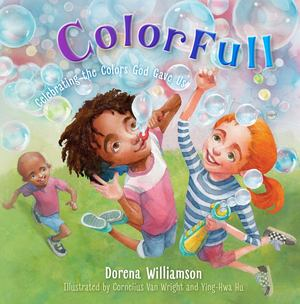 ColorFull
Celebrating the Colors God Gave Us
Dorena Williamson
Illustrated by Cornelius Van Wright and Ying-Hwa Hu